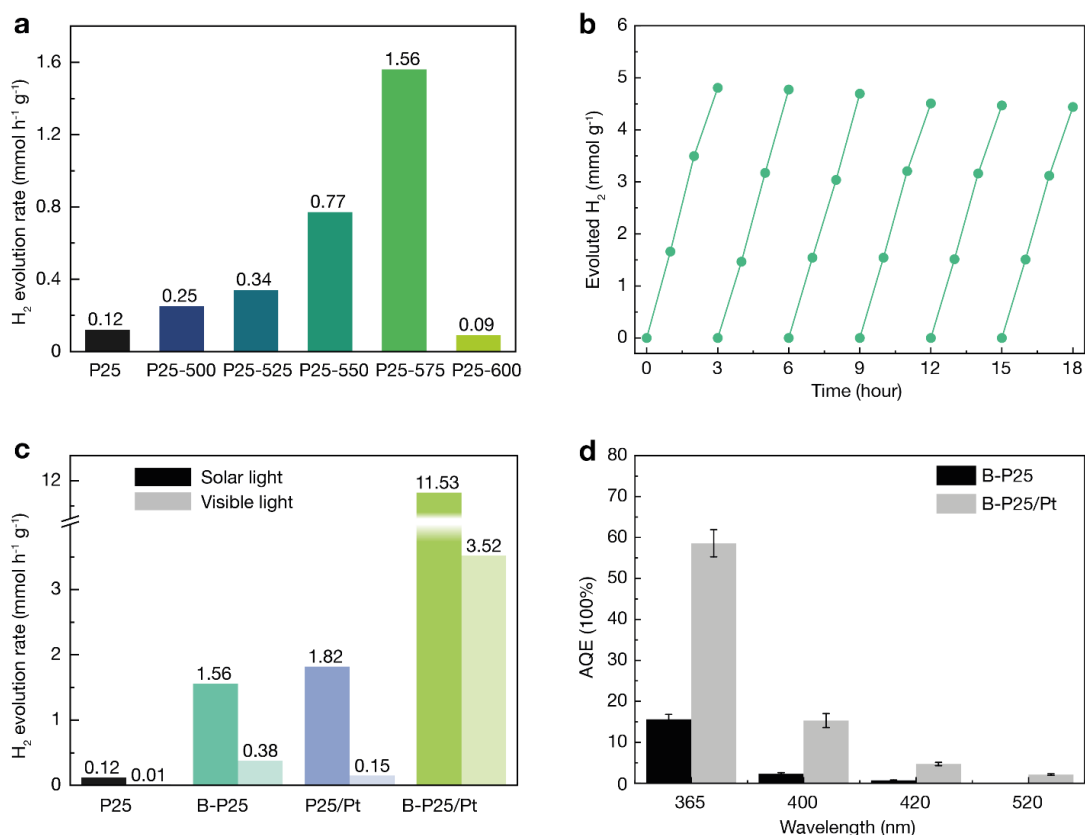 a
H₂ evolution rate (mmol h⁻¹ g⁻¹)
1.6
1.2
0.8
0.4
0
0.12
0.25
0.34
0.77
1.56
0.09
P25
P25-500
P25-525
P25-550
P25-575
P25-600
b
Evoluted H₂ (mmol g⁻¹)
6
5
4
3
2
1
0
0
3
6
9
12
15
18
Time (hour)
c
H₂ evolution rate (mmol h⁻¹ g⁻¹)
12
3
2
1
0
Solar light
Visible light
0.12
0.01
1.56
0.38
1.82
0.15
11.53
3.52
P25
B-P25
P25/Pt
B-P25/Pt
d
AQE (100%)
80
70
60
50
40
30
20
10
0
B-P25
B-P25/Pt
365
400
420
520
Wavelength (nm)